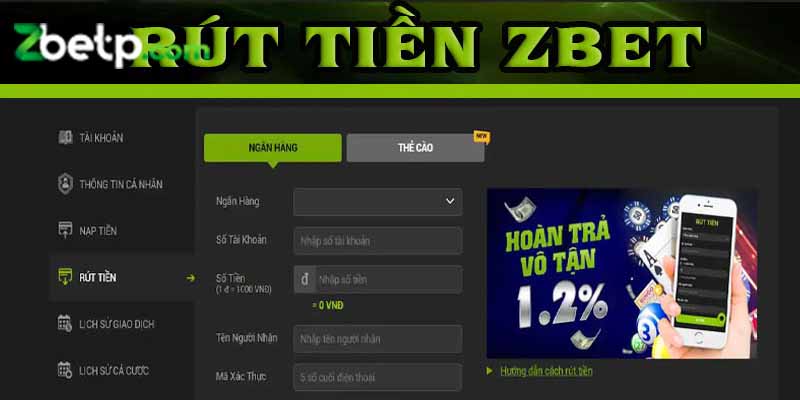 Zbetp.com
RÚT TIỀN ZBET
TÀI KHOẢN
THÔNG TIN CÁ NHÂN
NẠP TIỀN
RÚT TIỀN
LỊCH SỬ GIAO DỊCH
LỊCH SỬ CÁ CƯỢC
NGÂN HÀNG
THẺ CÀO
NEW
Ngân Hàng
Số Tài Khoản
Nhập số tài khoản
Số Tiền
(1 đ = 1000 VNĐ)
đ
Nhập số tiền
= 0 VNĐ
Tên Người Nhận
Nhập tên người nhận
Mã Xác Thực
5 số cuối điện thoại
HOÀN TRẢ
VÔ TẬN
1.2%
RÚT TIỀN
Hướng dẫn cách rút tiền